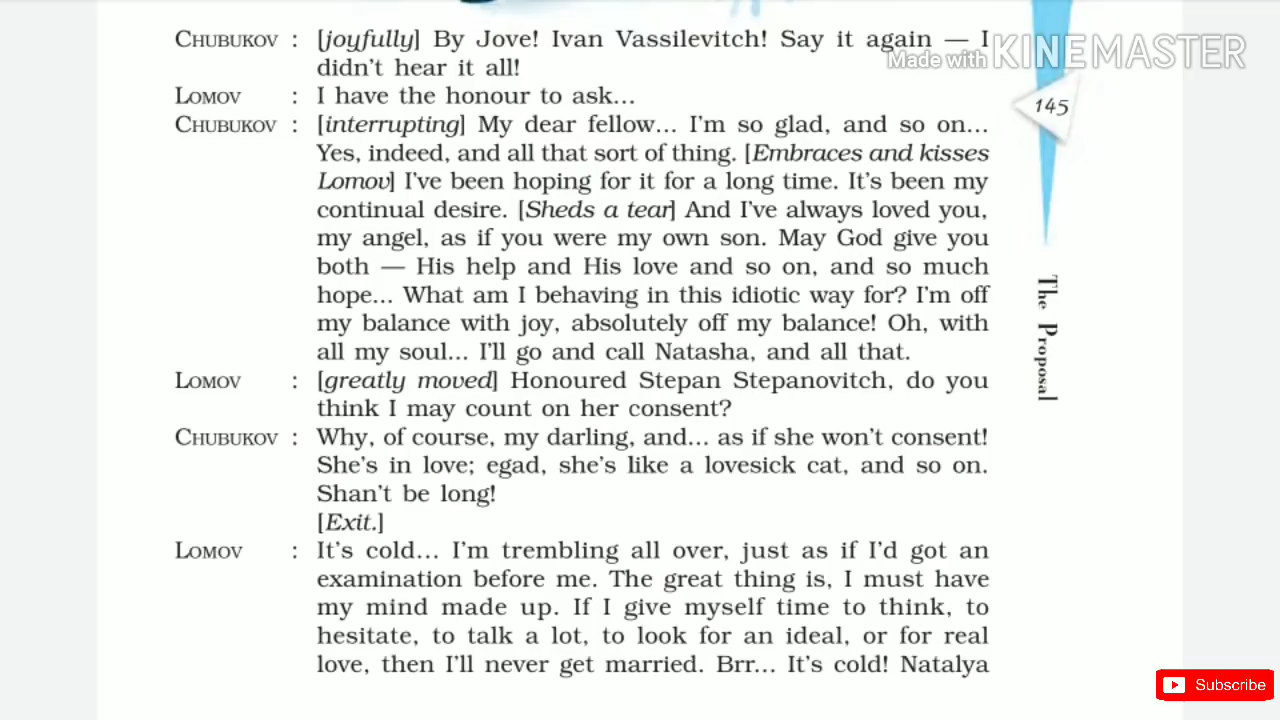 CHUBUKOV : [joyfully] By Jove! Ivan Vassilevitch! Say it again — I
didn't hear it all!
LOMOV : I have the honour to ask...
CHUBUKOV : [interrupting] My dear fellow... I'm so glad, and so on...
Yes, indeed, and all that sort of thing. [Embraces and kisses
Lomov] I've been hoping for it for a long time. It's been my
continual desire. [Sheds a tear] And I've always loved you,
my angel, as if you were my own son. May God give you
both — His help and His love and so on, and so much
hope... What am I behaving in this idiotic way for? I'm off
my balance with joy, absolutely off my balance! Oh, with
all my soul... I'll go and call Natasha, and all that.
LOMOV : [greatly moved] Honoured Stepan Stepanovitch, do you
think I may count on her consent?
CHUBUKOV : Why, of course, my darling, and... as if she won't consent!
She's in love; egad, she's like a lovesick cat, and so on.
Shan't be long!
[Exit.]
LOMOV : It's cold... I'm trembling all over, just as if I'd got an
examination before me. The great thing is, I must have
my mind made up. If I give myself time to think, to
hesitate, to talk a lot, to look for an ideal, or for real
love, then I'll never get married. Brr... It's cold! Natalya
Made with KINEMASTER
145
The Proposal
Subscribe